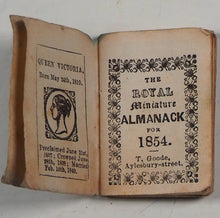 QUEEN VICTORIA,
Born May 24th, 1819.
Proclaimed June 21st,
1837; Crowned June
28th, 1838; Married
Feb. 10th, 1840.
THE
ROYAL
Miniature
ALMANACK
FOR
1854.
T. Goode,
Aylesbury-street.